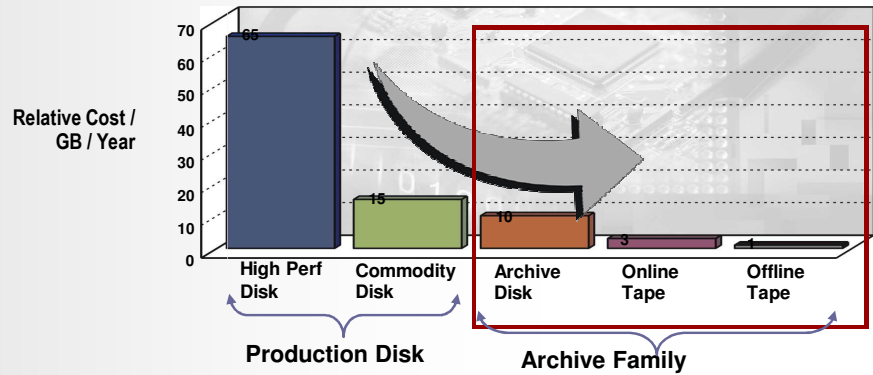 70
60
50
40
30
20
10
0
Relative Cost /
GB / Year
65
15
10
3
1
High Perf
Disk
Commodity
Disk
Archive
Disk
Online
Tape
Offline
Tape
Production Disk
Archive Family